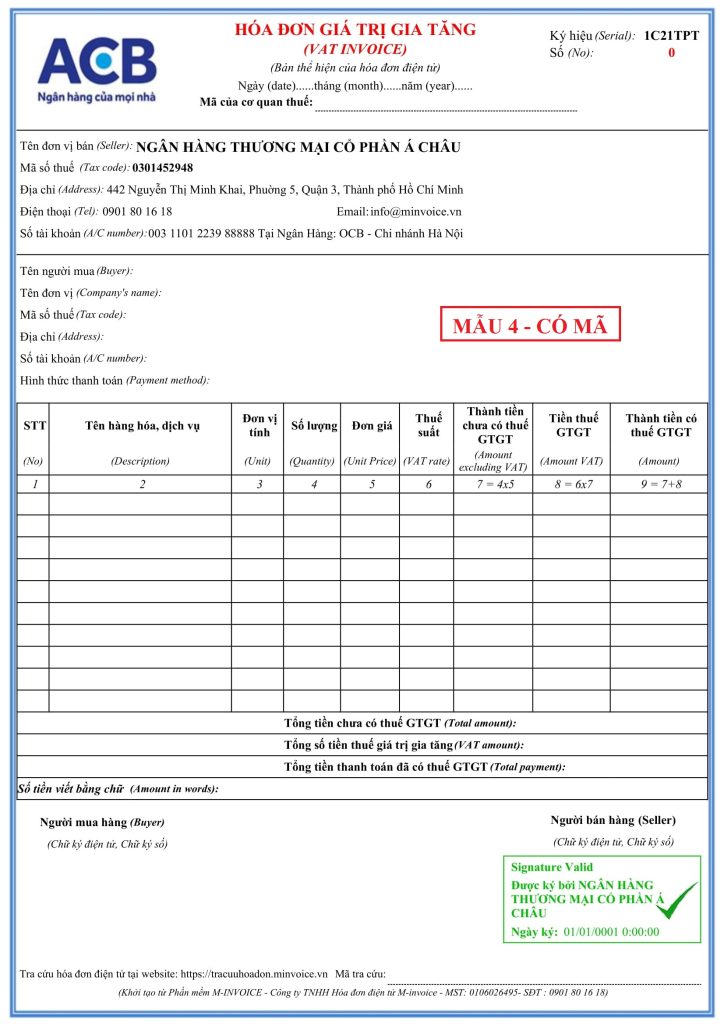 ACB
Ngân hàng của mọi nhà
HÓA ĐƠN GIÁ TRỊ GIA TĂNG
(VAT INVOICE)
(Bản thể hiện của hóa đơn điện tử)
Ngày (date)......tháng (month)......năm (year)......
Mã của cơ quan thuế:
Ký hiệu (Serial): 1C21TPT
Số (No): 0
Tên đơn vị bán (Seller): NGÂN HÀNG THƯƠNG MẠI CỔ PHẦN Á CHÂU
Mã số thuế (Tax code): 0301452948
Địa chỉ (Address): 442 Nguyễn Thị Minh Khai, Phường 5, Quận 3, Thành phố Hồ Chí Minh
Điện thoại (Tel): 0901 80 16 18 Email: info@minvoice.vn
Số tài khoản (A/C number): 003 1101 2239 88888 Tại Ngân Hàng: OCB - Chi nhánh Hà Nội
Tên người mua (Buyer):
Tên đơn vị (Company's name):
Mã số thuế (Tax code):
Địa chỉ (Address):
Số tài khoản (A/C number):
Hình thức thanh toán (Payment method):
MẪU 4 - CÓ MÃ
STT
(No)
Tên hàng hóa, dịch vụ
(Description)
Đơn vị
tính
(Unit)
Số lượng
(Quantity)
Đơn giá
(Unit Price)
Thuế
suất
(VAT rate)
Thành tiền
chưa có thuế
GTGT
(Amount
excluding VAT)
Tiền thuế
GTGT
(Amount VAT)
Thành tiền có
thuế GTGT
(Amount)
1 2 3 4 5 6 7 = 4x5 8 = 6x7 9 = 7+8
Tổng tiền chưa có thuế GTGT (Total amount):
Tổng số tiền thuế giá trị gia tăng (VAT amount):
Tổng tiền thanh toán đã có thuế GTGT (Total payment):
Số tiền viết bằng chữ (Amount in words):
Người mua hàng (Buyer)
(Chữ ký điện tử, Chữ ký số)
Người bán hàng (Seller)
(Chữ ký điện tử, Chữ ký số)
Signature Valid
Được ký bởi NGÂN HÀNG
THƯƠNG MẠI CỔ PHẦN Á
CHÂU
Ngày ký: 01/01/0001 0:00:00
Tra cứu hóa đơn điện tử tại website: https://tracuuhoadon.minvoice.vn Mã tra cứu:
(Khởi tạo từ Phần mềm M-INVOICE - Công ty TNHH Hóa đơn điện tử M-invoice - MST: 0106026495- SĐT : 0901 80 16 18)